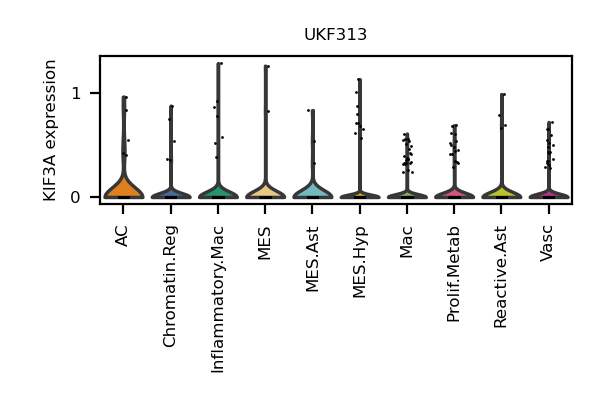 UKF313
KIF3A expression
1
0
AC
Chromatin.Reg
Inflammatory.Mac
MES
MES.Ast
MES.Hyp
Mac
Prolif.Metab
Reactive.Ast
Vasc